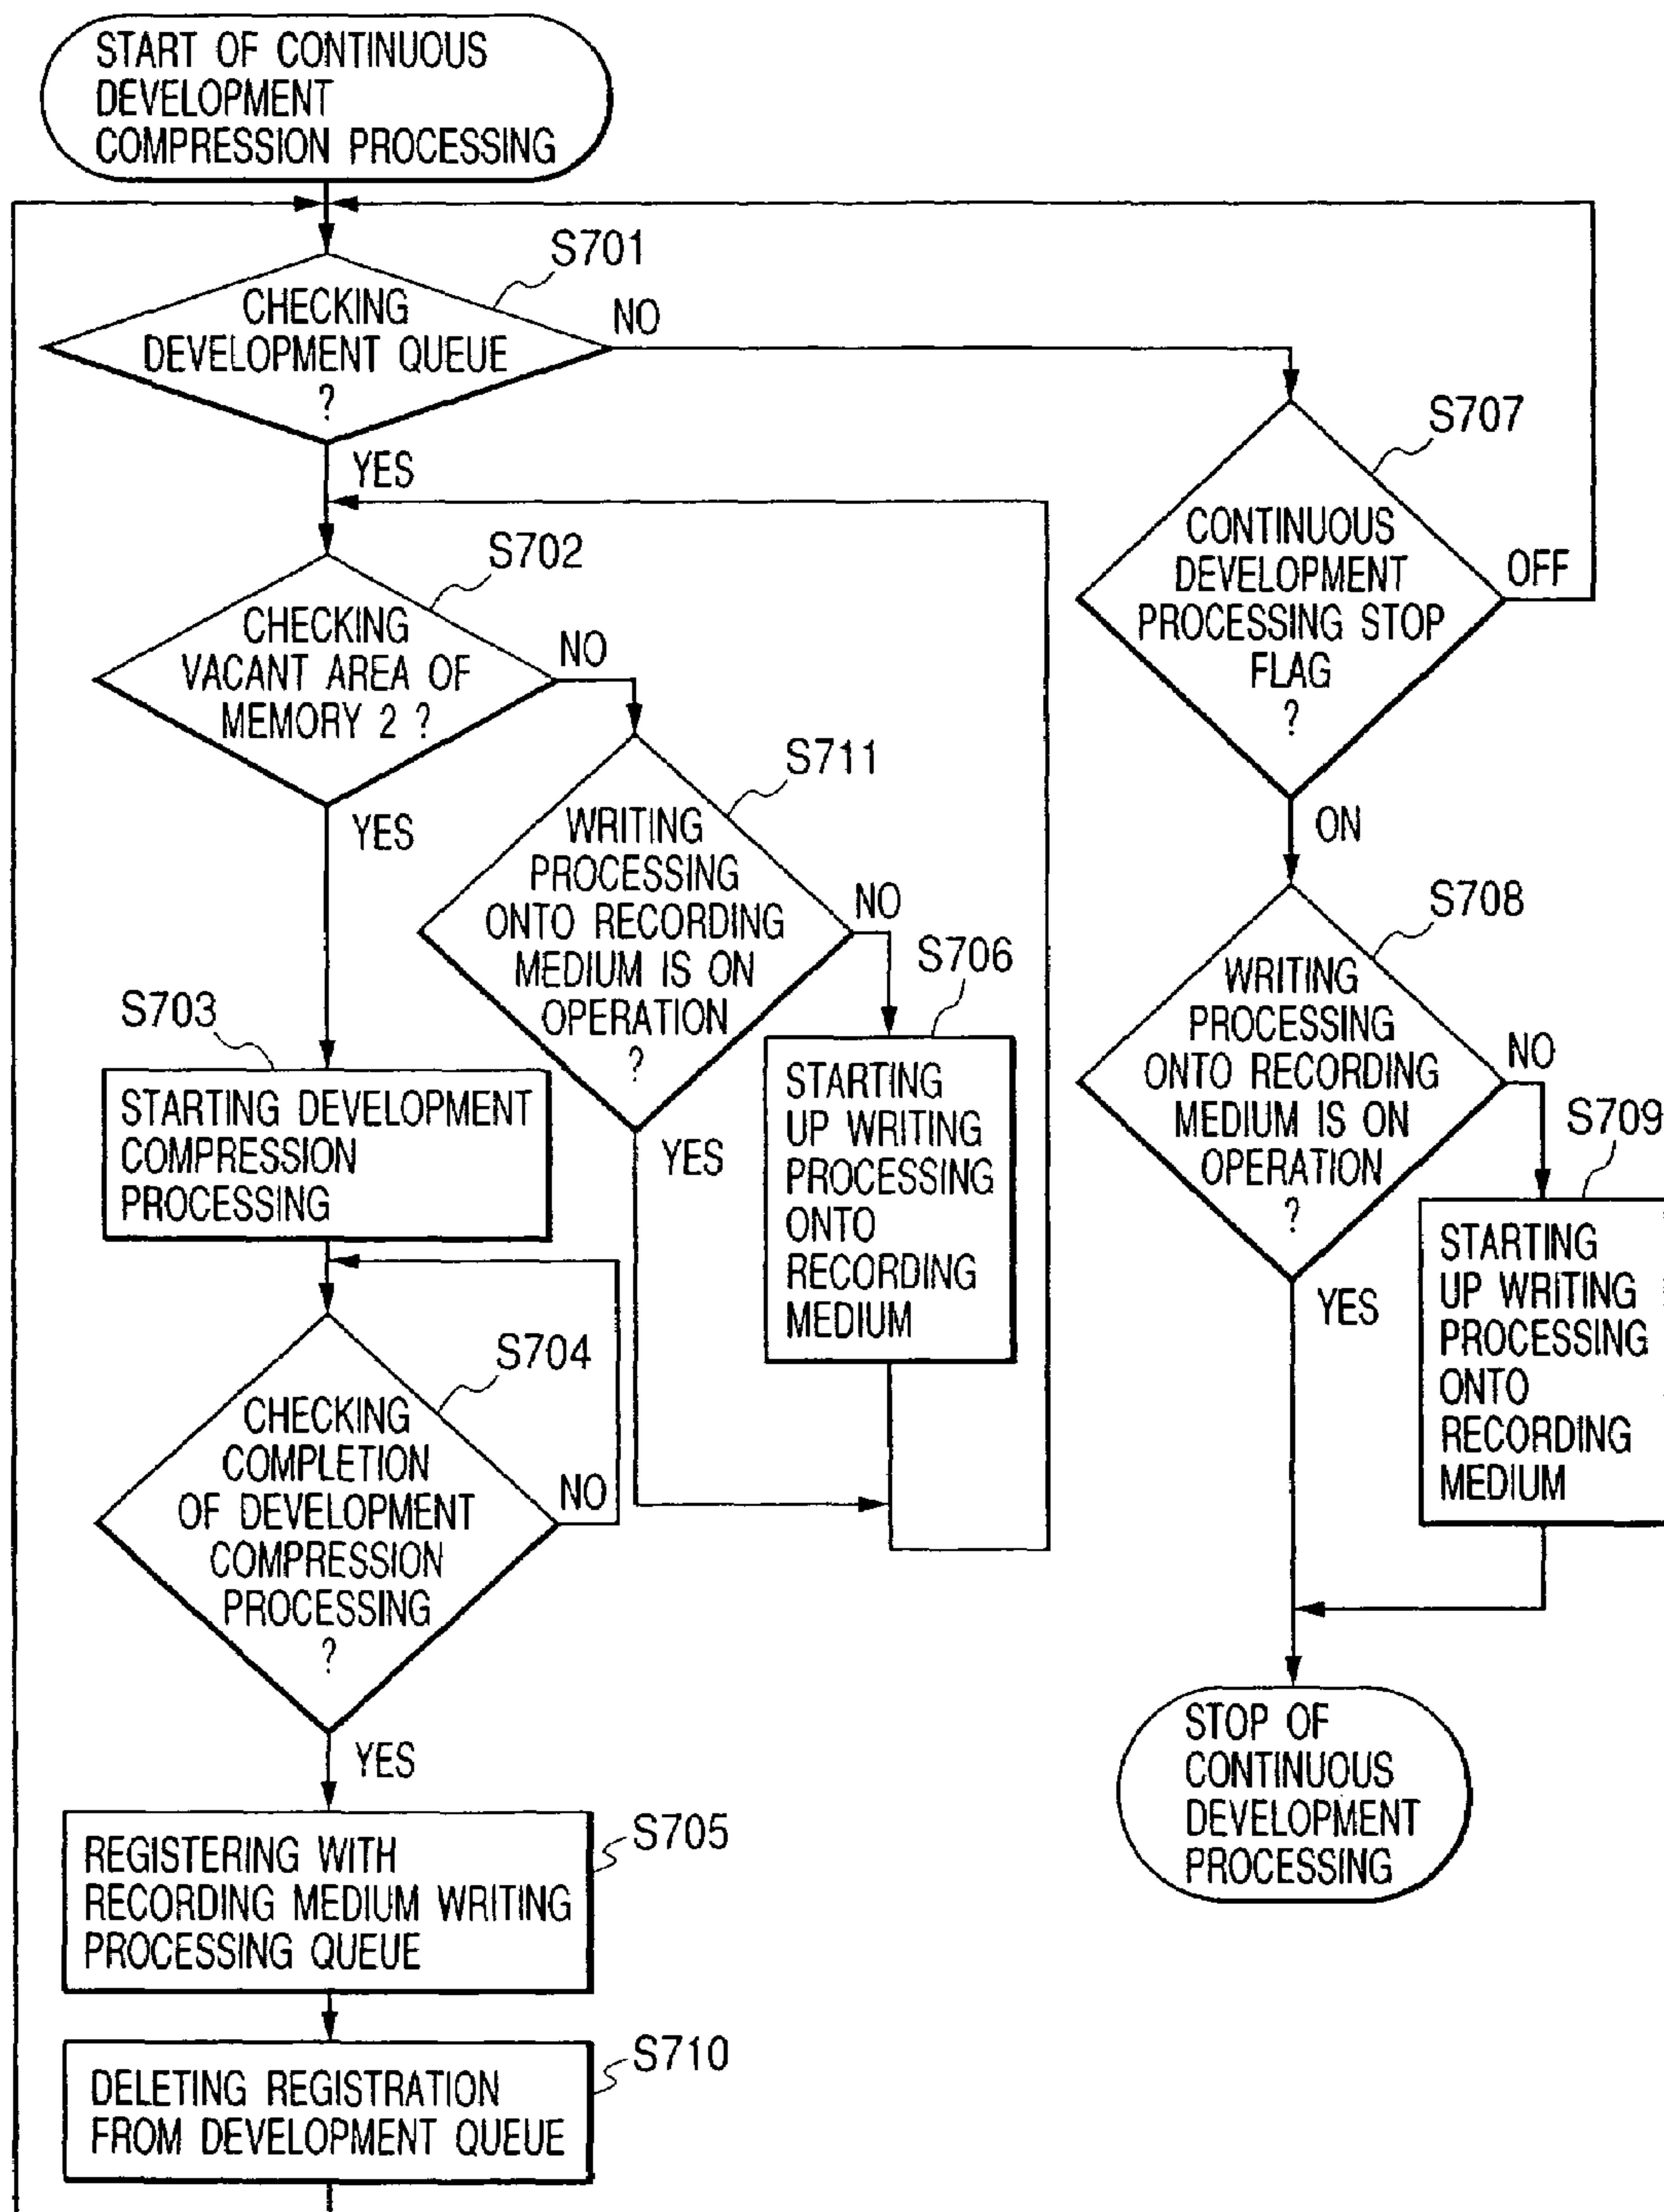 START OF CONTINUOUS
DEVELOPMENT
COMPRESSION PROCESSING
S701
CHECKING
DEVELOPMENT QUEUE
?
NO
YES
S707
CONTINUOUS
DEVELOPMENT
PROCESSING STOP
FLAG
?
OFF
ON
S702
CHECKING
VACANT AREA OF
MEMORY 2 ?
NO
YES
S711
WRITING
PROCESSING
ONTO RECORDING
MEDIUM IS ON
OPERATION
?
NO
YES
S706
STARTING
UP WRITING
PROCESSING
ONTO
RECORDING
MEDIUM
S708
WRITING
PROCESSING
ONTO RECORDING
MEDIUM IS ON
OPERATION
?
NO
YES
S709
STARTING
UP WRITING
PROCESSING
ONTO
RECORDING
MEDIUM
S703
STARTING DEVELOPMENT
COMPRESSION
PROCESSING
S704
CHECKING
COMPLETION
OF DEVELOPMENT
COMPRESSION
PROCESSING
?
NO
YES
STOP OF
CONTINUOUS
DEVELOPMENT
PROCESSING
S705
REGISTERING WITH
RECORDING MEDIUM WRITING
PROCESSING QUEUE
S710
DELETING REGISTRATION
FROM DEVELOPMENT QUEUE